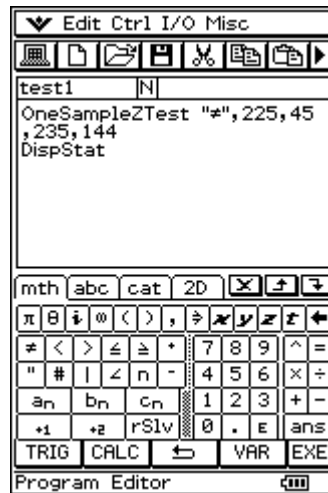 Edit Ctrl I/O Misc
test1 N
OneSampleZTest "≠",225,45
,235,144
DispStat
mth abc cat 2D
π θ i ∞ ( ) , ⇒ x y z t ←
≠ < > ≤ ≥ 7 8 9 ^ =
" # | ∠ 4 5 6 × ÷
an bn cn 1 2 3 + -
+1 +2 rSlv 0 . E ans
TRIG CALC VAR EXE
Program Editor